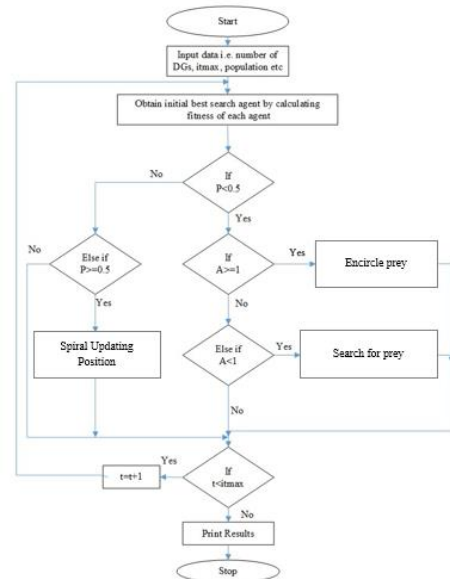 Start
Input data i.e. number of
DGs, itmax, population etc
Obtain initial best search agent by calculating
fitness of each agent
If
P<0.5
No
Yes
No
Else if
P>=0.5
Yes
If
A>=1
Yes
Encircle prey
No
Spiral Updating
Position
Else if
A<1
Yes
Search for prey
No
If
t<itmax
Yes
t=t+1
No
Print Results
Stop